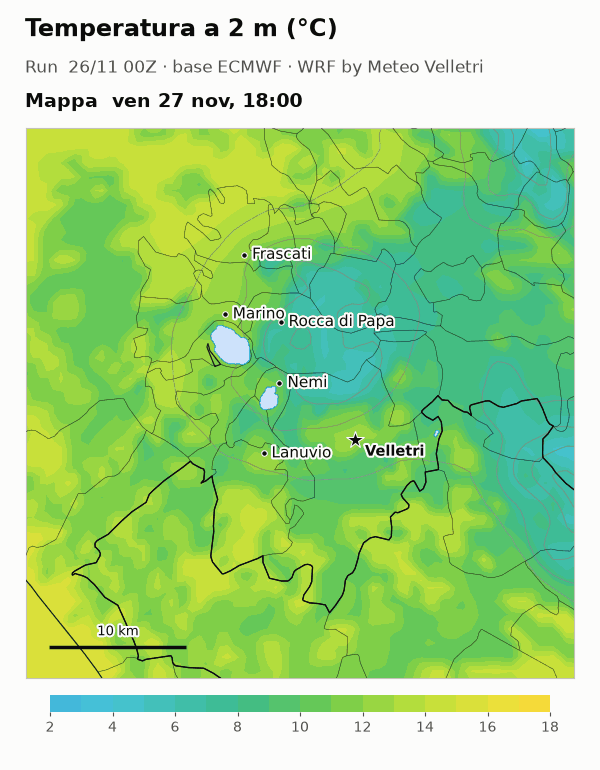 Temperatura a 2 m (°C)
Run  26/11 00Z · base ECMWF · WRF by Meteo Velletri
Mappa  ven 27 nov, 18:00
Frascati
Marino
Rocca di Papa
Nemi
Velletri
Lanuvio
10 km
2 4 6 8 10 12 14 16 18